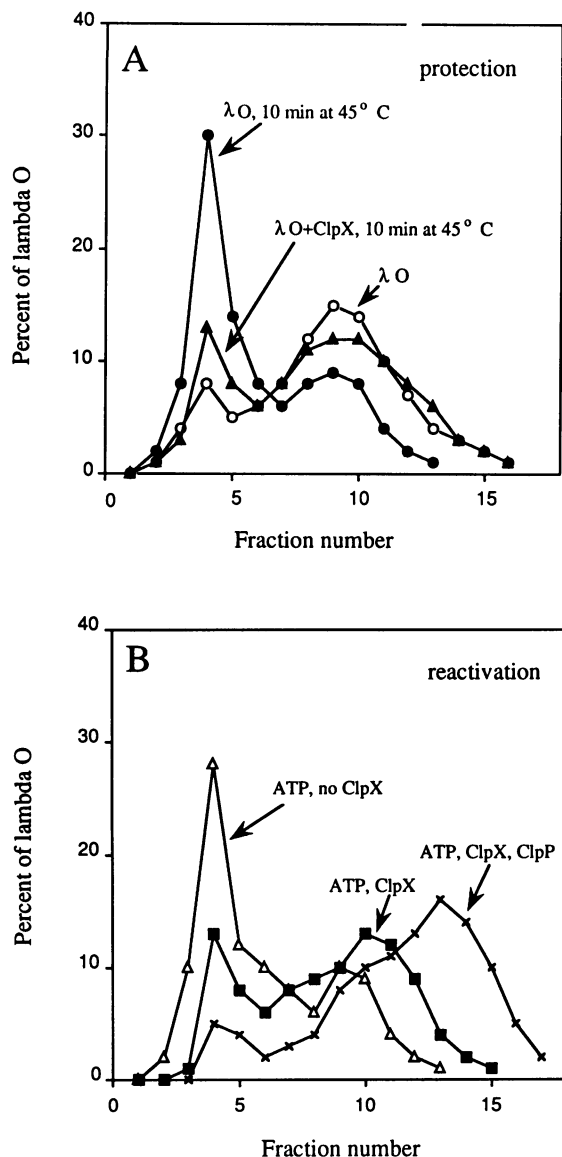 A
protection
λ O, 10 min at 45° C
λ O+ClpX, 10 min at 45° C
λ O
Percent of lambda O
40
30
20
10
0
0
5
10
15
Fraction number
B
reactivation
ATP, no ClpX
ATP, ClpX, ClpP
ATP, ClpX
Percent of lambda O
40
30
20
10
0
0
5
10
15
Fraction number